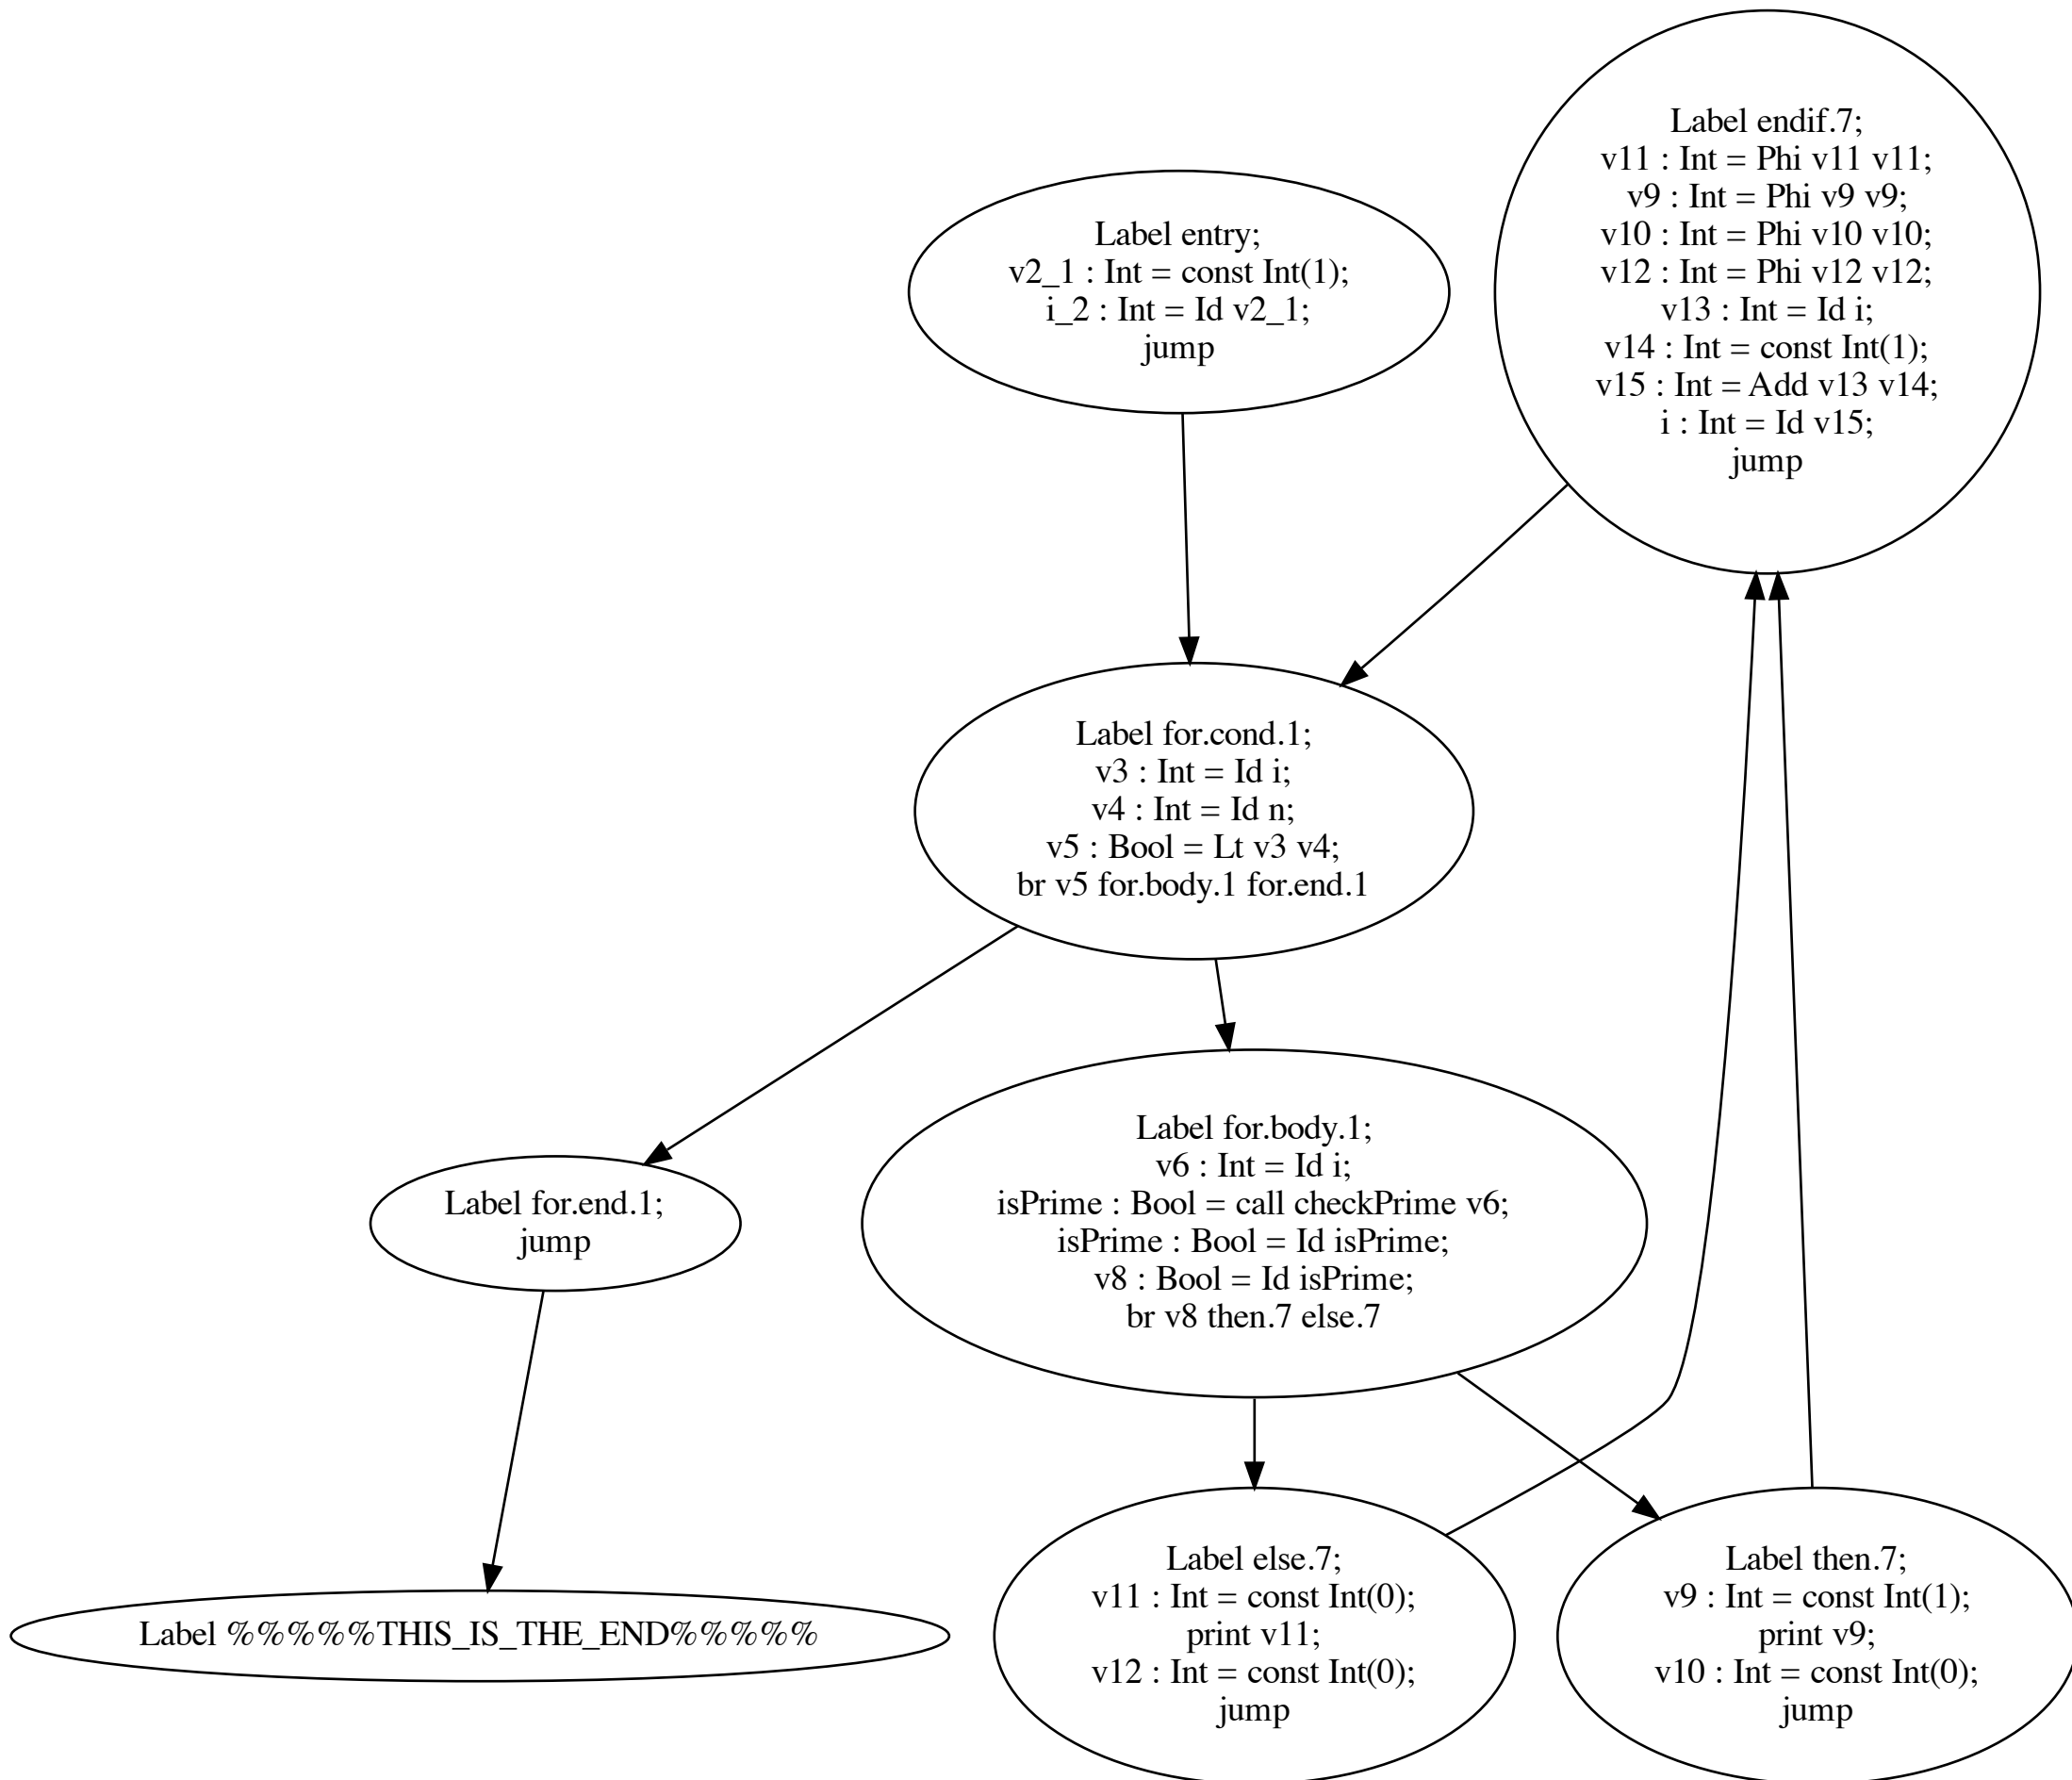 Label endif.7;
v11 : Int = Phi v11 v11;
v9 : Int = Phi v9 v9;
v10 : Int = Phi v10 v10;
v12 : Int = Phi v12 v12;
v13 : Int = Id i;
v14 : Int = const Int(1);
v15 : Int = Add v13 v14;
i : Int = Id v15;
jump
Label entry;
v2_1 : Int = const Int(1);
i_2 : Int = Id v2_1;
jump
Label for.cond.1;
v3 : Int = Id i;
v4 : Int = Id n;
v5 : Bool = Lt v3 v4;
br v5 for.body.1 for.end.1
Label for.end.1;
jump
Label for.body.1;
v6 : Int = Id i;
isPrime : Bool = call checkPrime v6;
isPrime : Bool = Id isPrime;
v8 : Bool = Id isPrime;
br v8 then.7 else.7
Label %%%%%THIS_IS_THE_END%%%%%
Label else.7;
v11 : Int = const Int(0);
print v11;
v12 : Int = const Int(0);
jump
Label then.7;
v9 : Int = const Int(1);
print v9;
v10 : Int = const Int(0);
jump